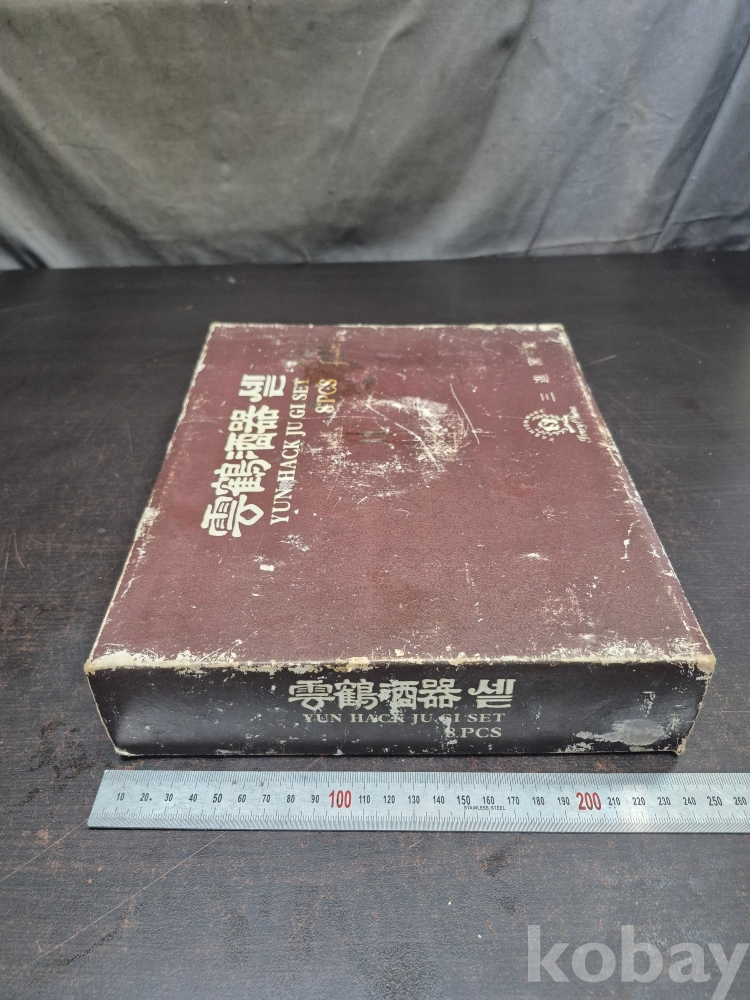 雲鶴酒器 셑
YUN HACK JU GI SET
8PCS
雲鶴酒器 셑
YUN HACK JU GI SET
8PCS
10 20 30 40 50 60 70 80 90 100 110 120 130 140 150 160 170 180 190 200 210 220 230 240 250 260
STAINLESS STEEL
kobay